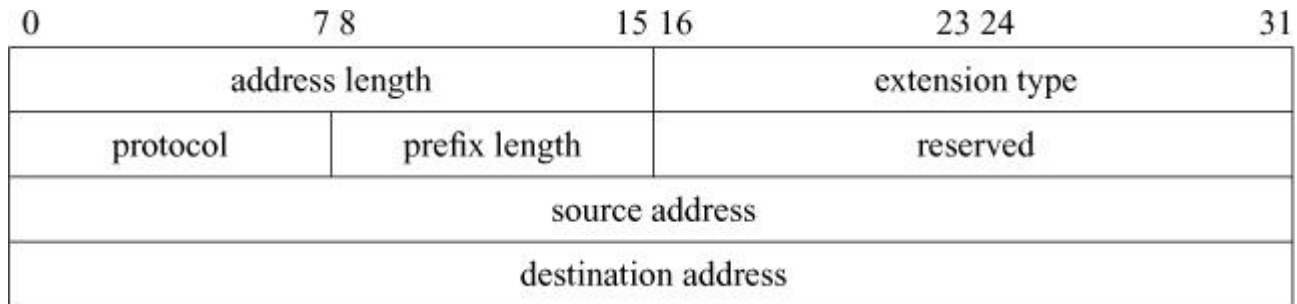 0 7 8 15 16 23 24 31
address length extension type
protocol prefix length reserved
source address
destination address